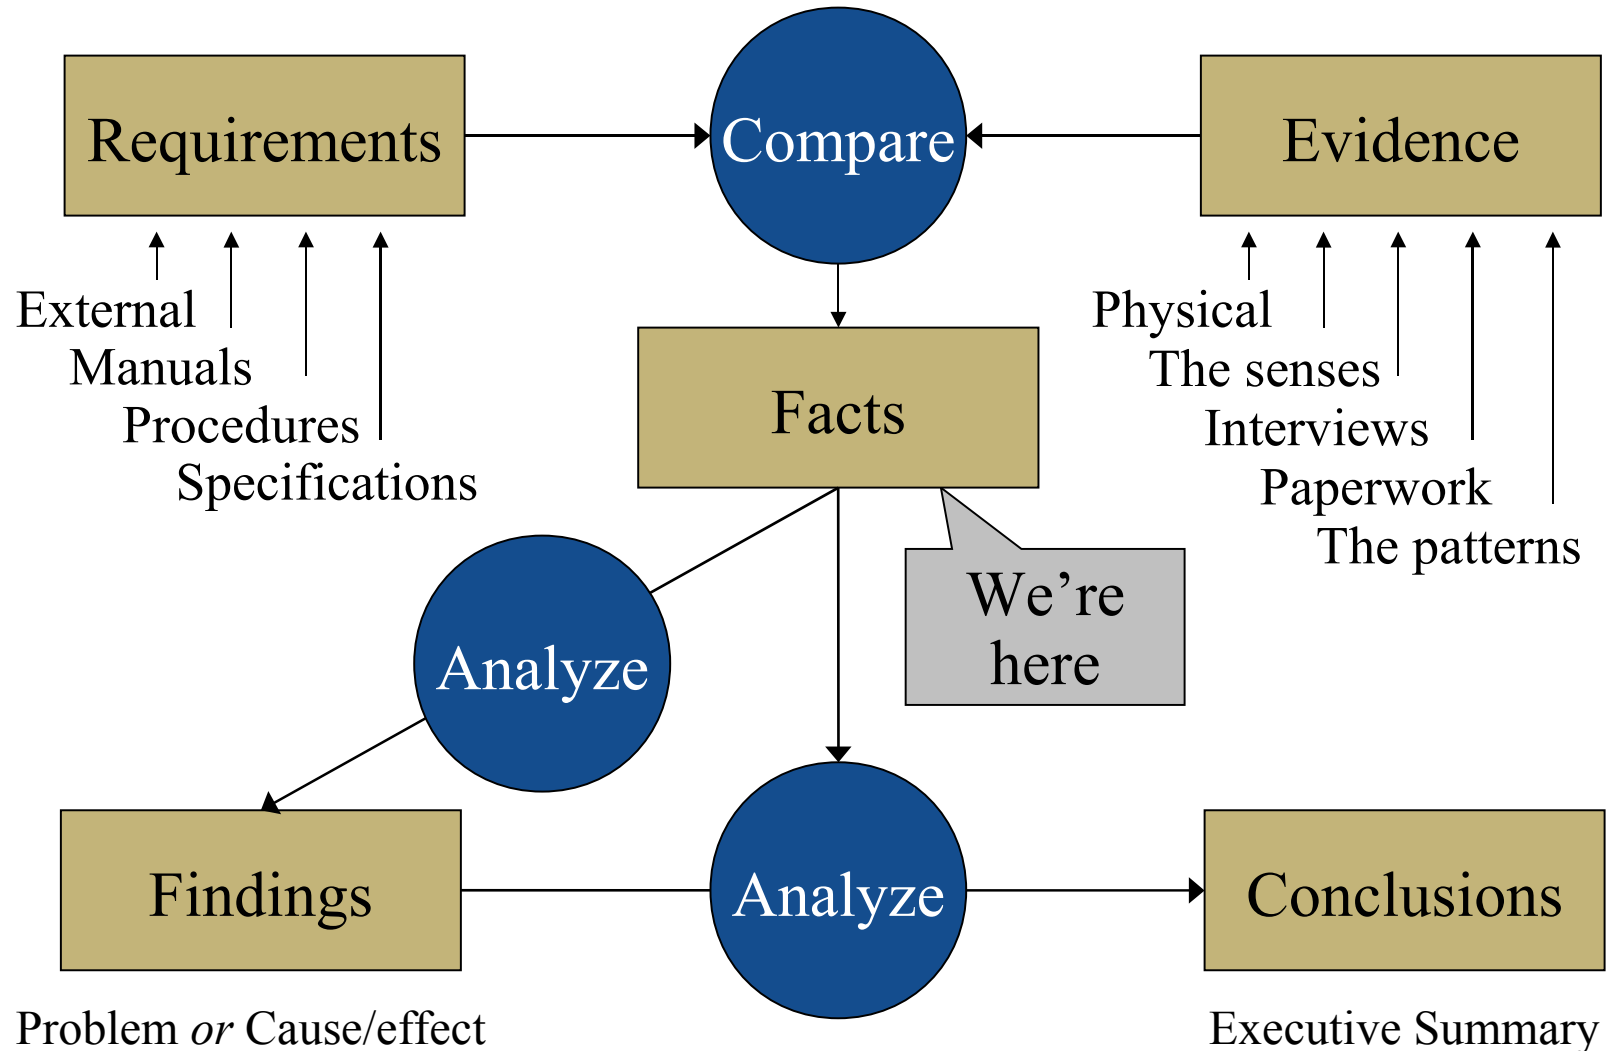 Requirements
Compare
Evidence
External
Manuals
Procedures
Specifications
Physical
The senses
Interviews
Paperwork
The patterns
Facts
We’re
here
Analyze
Findings
Analyze
Conclusions
Problem or Cause/effect
Executive Summary